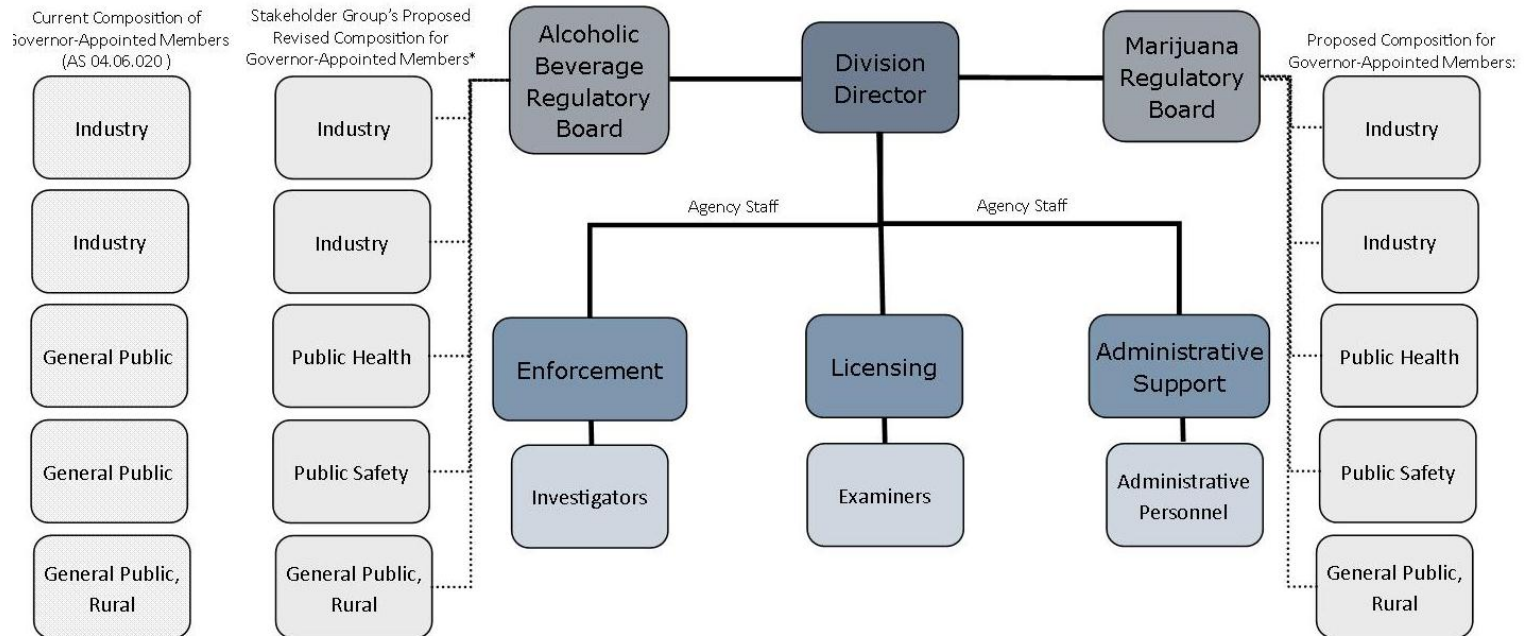 Current Composition of
Governor-Appointed Members
(AS 04.06.020 )
Industry
Industry
General Public
General Public
General Public,
Rural
Stakeholder Group's Proposed
Revised Composition for
Governor-Appointed Members*
Industry
Industry
Public Health
Public Safety
General Public,
Rural
Alcoholic
Beverage
Regulatory
Board
Division
Director
Marijuana
Regulatory
Board
Agency Staff
Agency Staff
Enforcement
Licensing
Administrative
Support
Investigators
Examiners
Administrative
Personnel
Proposed Composition for
Governor-Appointed Members:
Industry
Industry
Public Health
Public Safety
General Public,
Rural